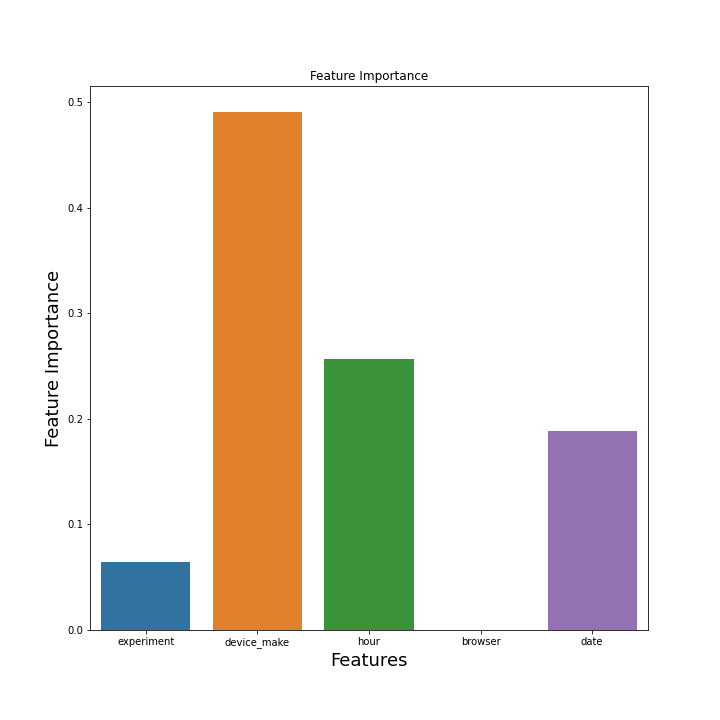 Feature Importance
0.5
0.4
0.3
0.2
0.1
0.0
Feature Importance
experiment
device_make
hour
browser
date
Features